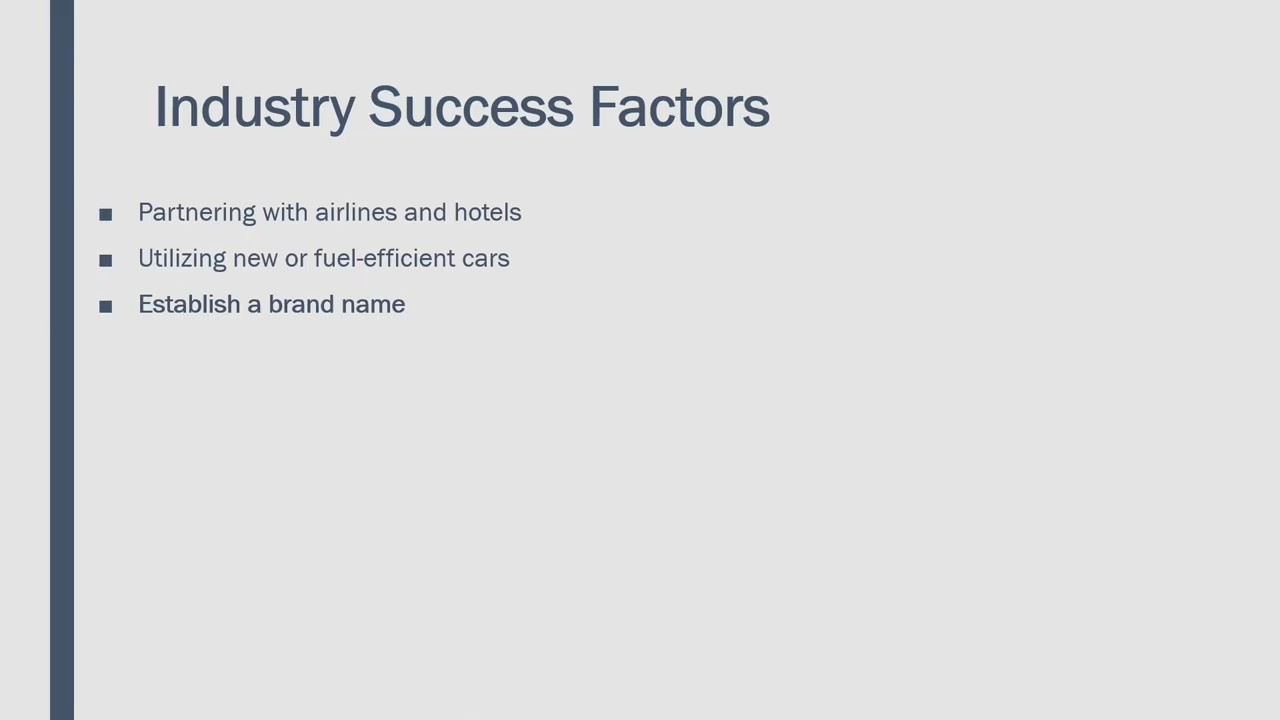 Industry Success Factors
■ Partnering with airlines and hotels
■ Utilizing new or fuel-efficient cars
■ Establish a brand name